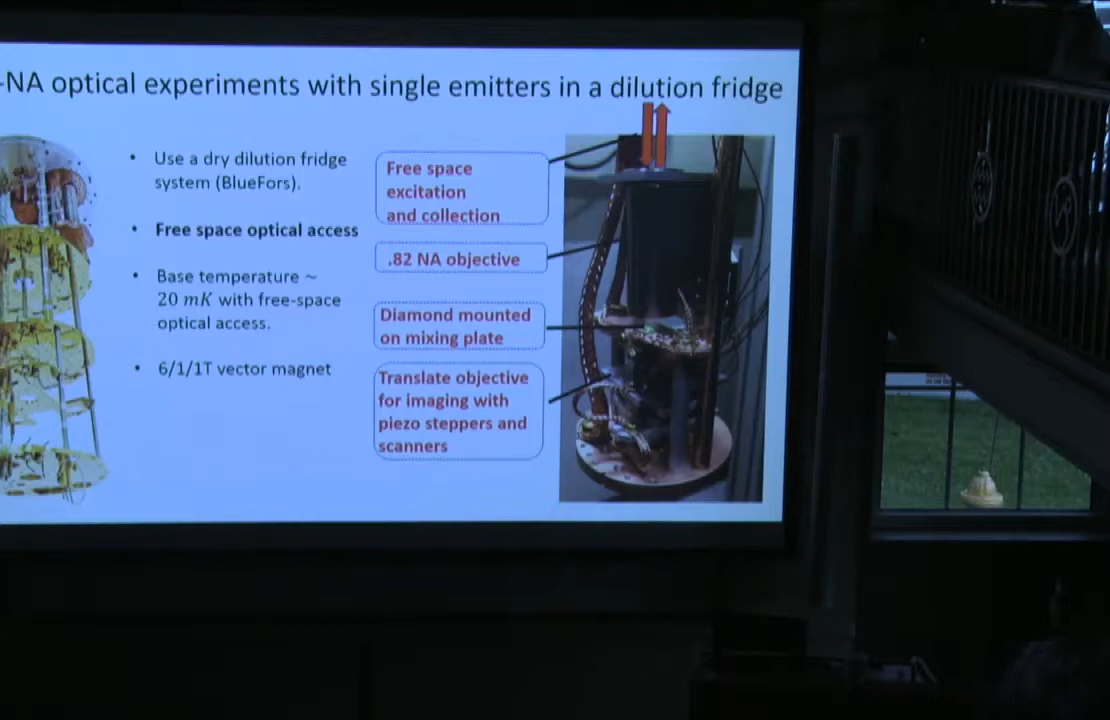 -NA optical experiments with single emitters in a dilution fridge
• Use a dry dilution fridge
system (BlueFors).
• Free space optical access
• Base temperature ~
20 mK with free-space
optical access.
• 6/1/1T vector magnet
Free space
excitation
and collection
.82 NA objective
Diamond mounted
on mixing plate
Translate objective
for imaging with
piezo steppers and
scanners